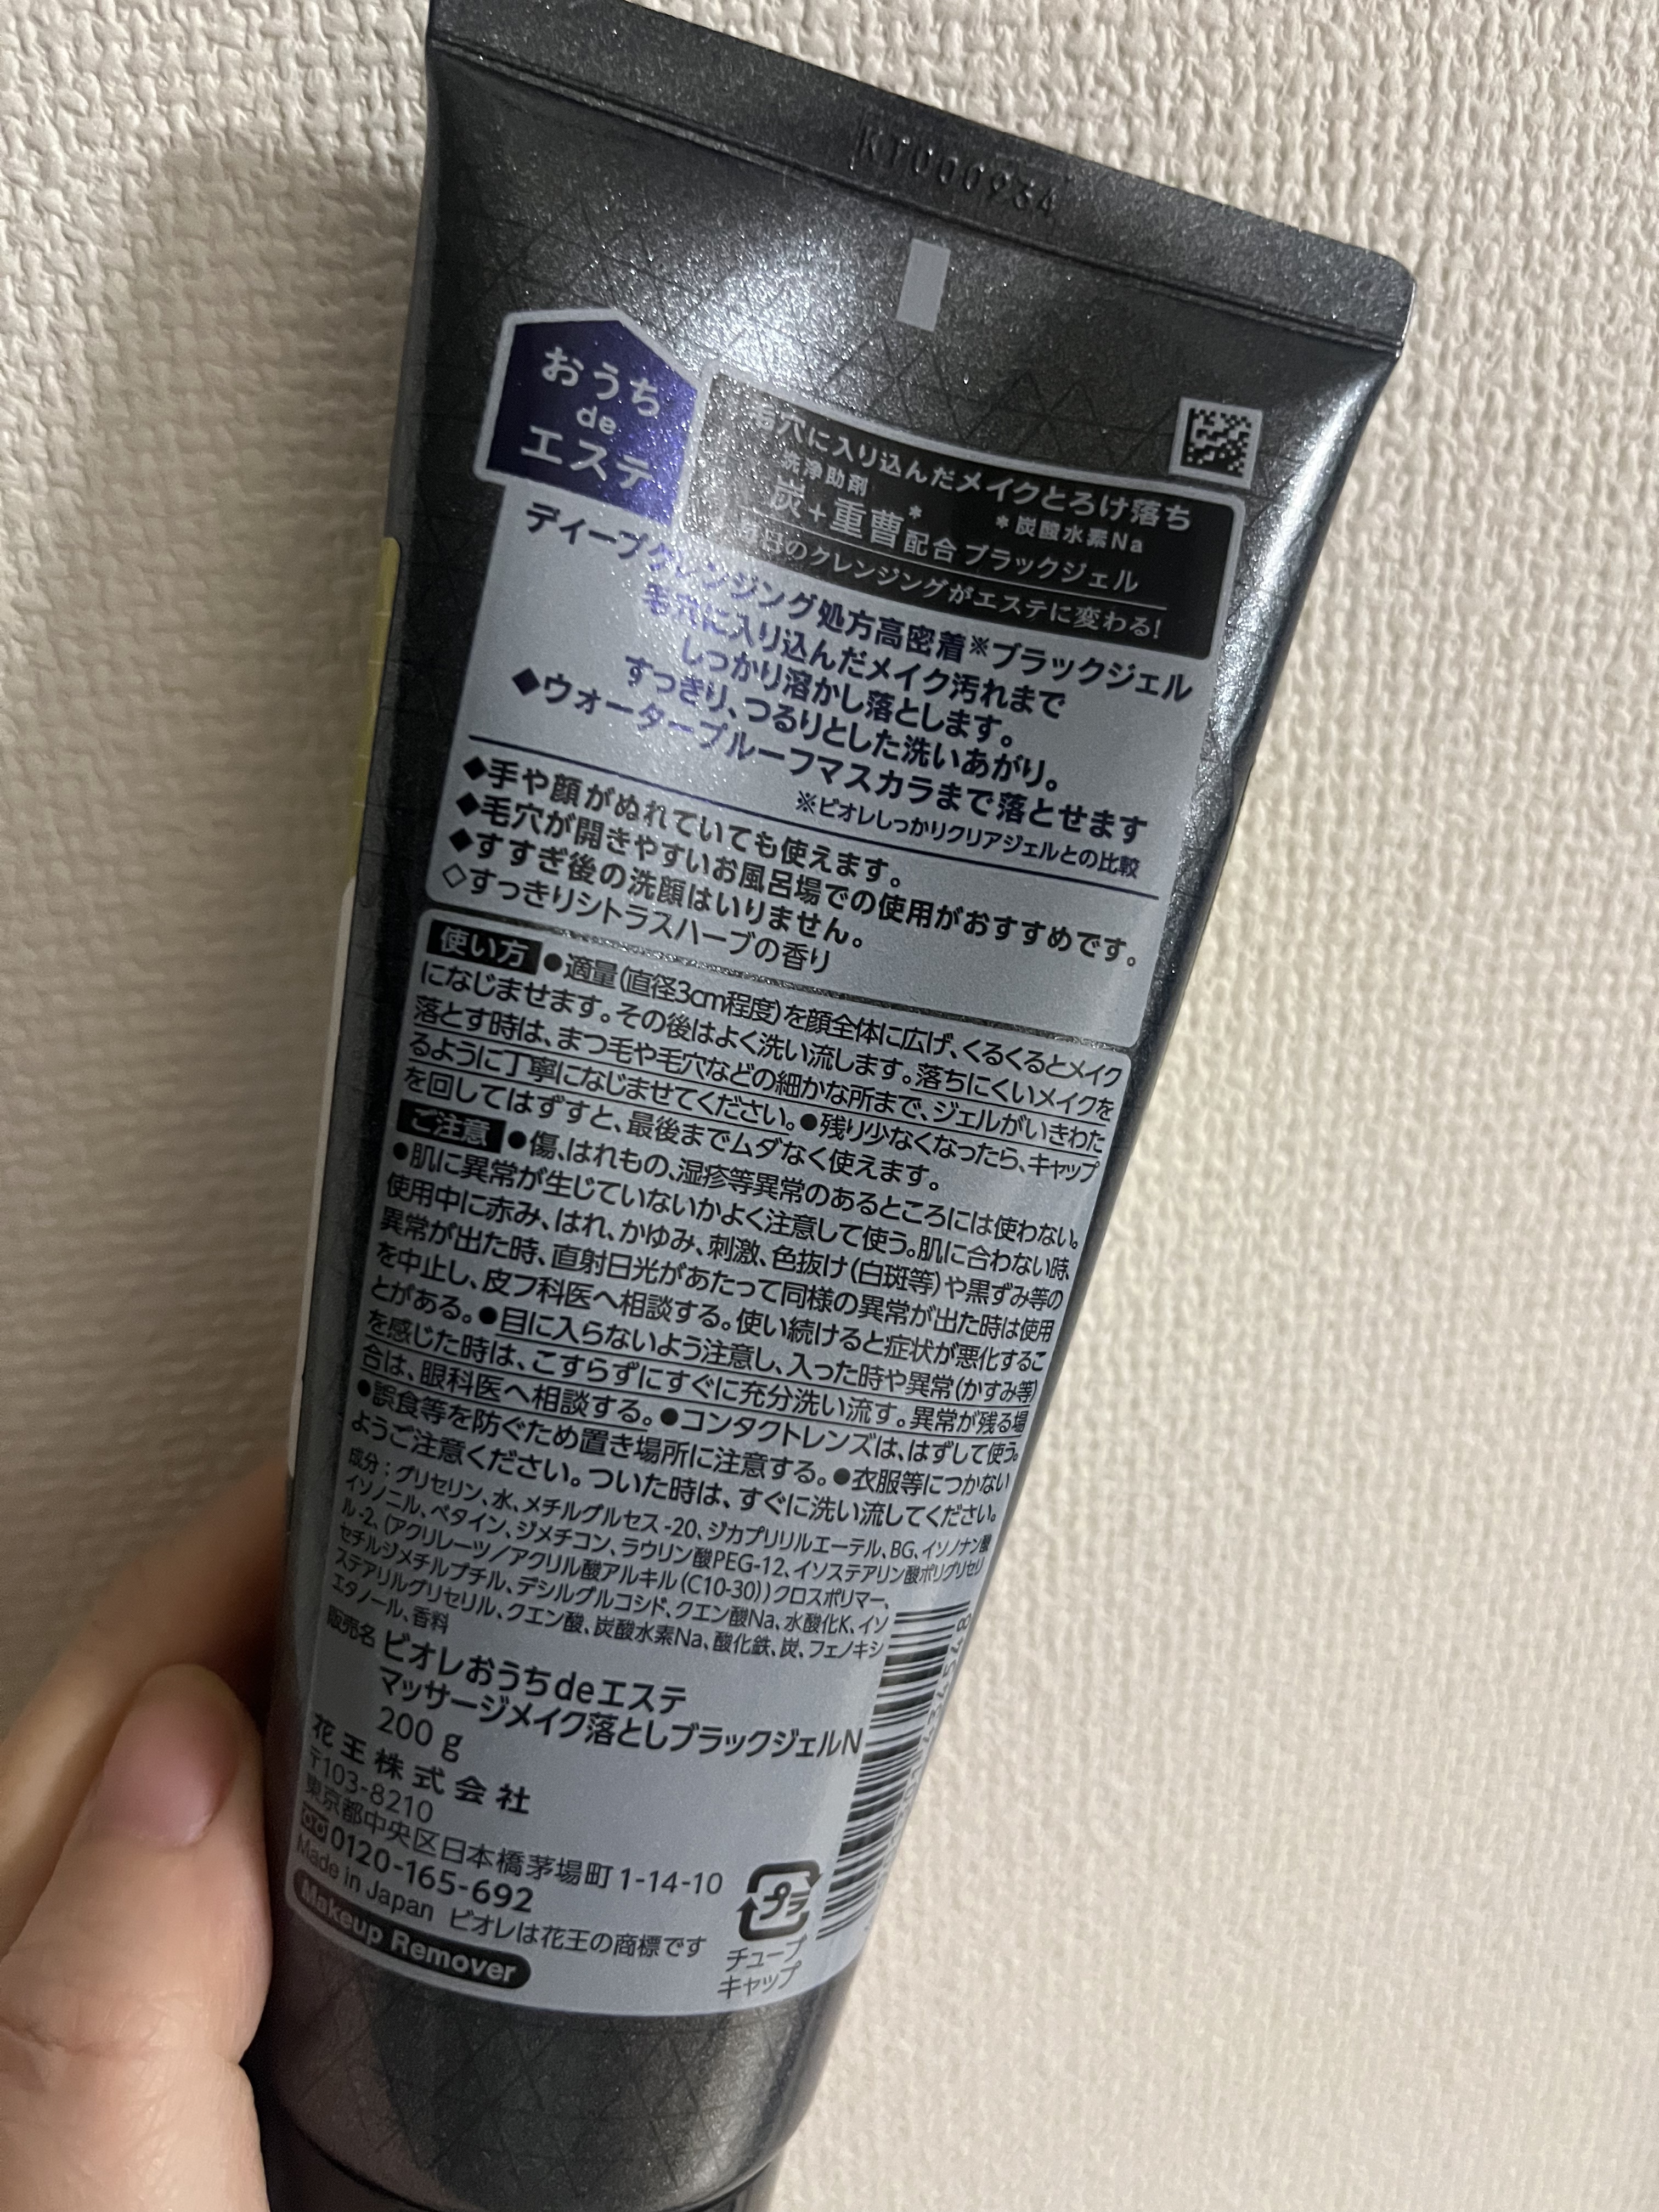 おうち
de
エステ
毛穴に入り込んだメイクとろけ落ち
洗浄助剤
炭+重曹*配合 ブラックジェル
*炭酸水素Na
毎日のクレンジングがエステに変わる!
ディープクレンジング処方高密着※ブラックジェル
毛穴に入り込んだメイク汚れまで
しっかり溶かし落とします。
すっきり、つるりとした洗いあがり。
◆ウォータープルーフマスカラまで落とせます
※ビオレしっかりクリアジェルとの比較
◆手や顔がぬれていても使えます。
◆毛穴が開きやすいお風呂場での使用がおすすめです。
◆すすぎ後の洗顔はいりません。
◇すっきりシトラスハーブの香り
使い方 ●適量(直径3cm程度)を顔全体に広げ、くるくるとメイク
になじませます。その後はよく洗い流します。落ちにくいメイクを
落とす時は、まつ毛や毛穴などの細かな所まで、ジェルがいきわた
るように丁寧になじませてください。●残り少なくなったら、キャップ
を回してはずすと、最後までムダなく使えます。
ご注意 ●傷、はれもの、湿疹等異常のあるところには使わない。
●肌に異常が生じていないかよく注意して使う。肌に合わない時、
使用中に赤み、はれ、かゆみ、刺激、色抜け(白斑等)や黒ずみ等の
異常が出た時、直射日光があたって同様の異常が出た時は使用
を中止し、皮フ科医へ相談する。使い続けると症状が悪化するこ
とがある。●目に入らないよう注意し、入った時や異常(かすみ等)
を感じた時は、こすらずにすぐに充分洗い流す。異常が残る場
合は、眼科医へ相談する。●コンタクトレンズは、はずして使う。
●誤食等を防ぐため置き場所に注意する。●衣服等につかない
ようご注意ください。ついた時は、すぐに洗い流してください。
成分:グリセリン、水、メチルグルセス-20、ジカプリリルエーテル、BG、イソノナン酸
イソノニル、ベタイン、ジメチコン、ラウリン酸PEG-12、イソステアリン酸ポリグリセリ
ル-2、(アクリレーツ/アクリル酸アルキル(C10-30))クロスポリマー、
セチルジメチルブチル、デシルグルコシド、クエン酸Na、水酸化K、イソ
ステアリルグリセリル、クエン酸、炭酸水素Na、酸化鉄、炭、フェノキシ
エタノール、香料
販売名 ビオレおうちdeエステ
マッサージメイク落としブラックジェルN
200 g
花王株式会社
〒103-8210
東京都中央区日本橋茅場町1-14-10
0120-165-692
Made in Japan ビオレは花王の商標です
Makeup Remover
プラ
チューブ
キャップ